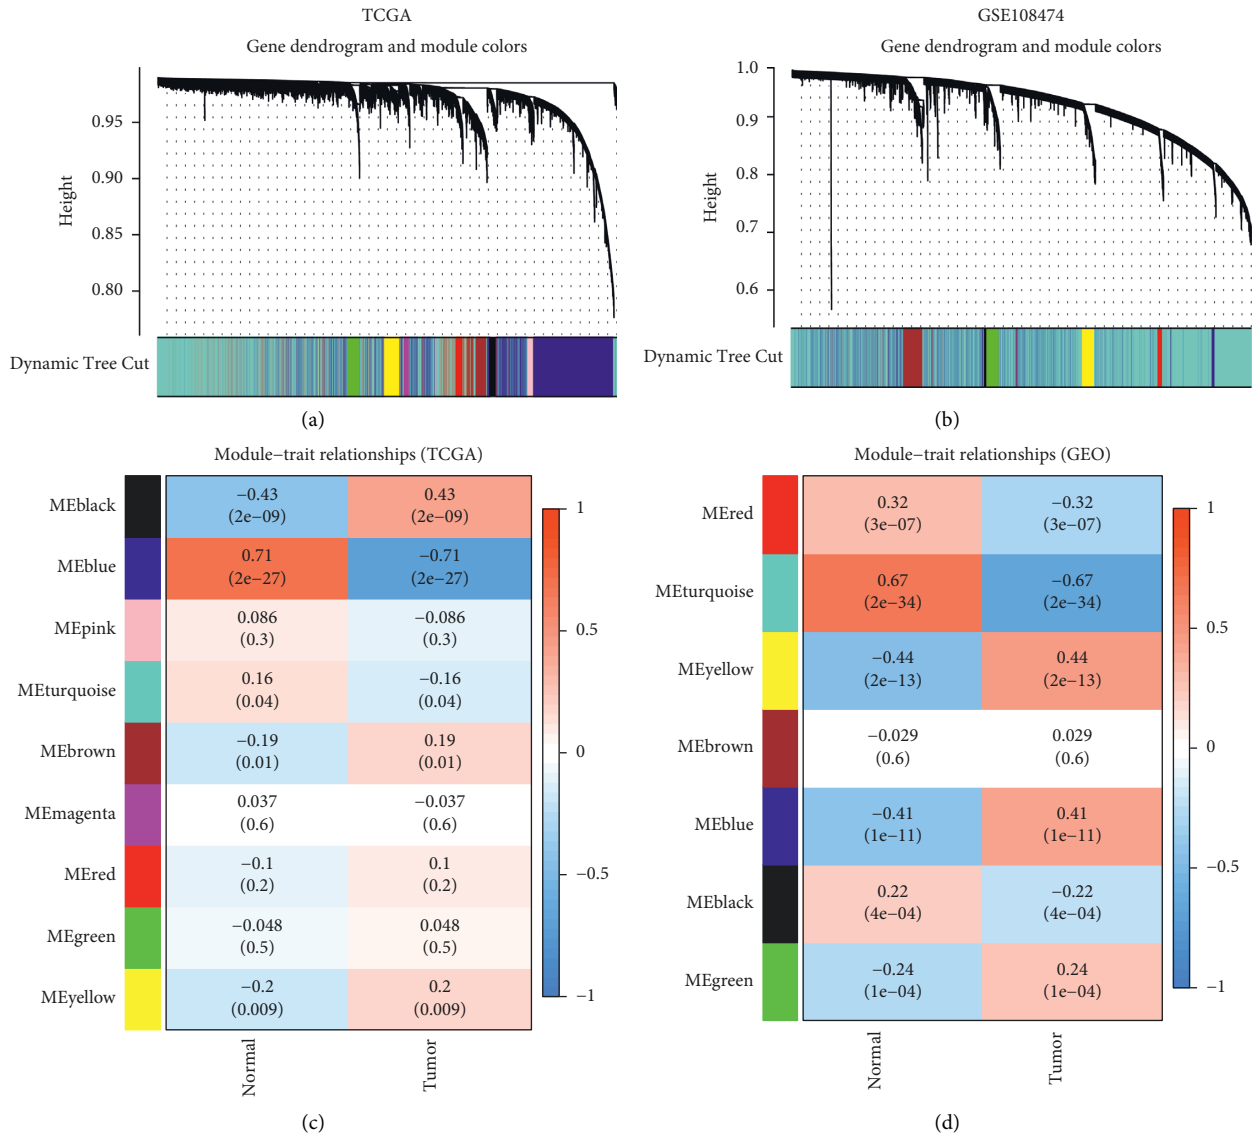 TCGA
Gene dendrogram and module colors
Height
0.95
0.90
0.85
0.80
Dynamic Tree Cut
(a)
GSE108474
Gene dendrogram and module colors
Height
1.0
0.9
0.8
0.7
0.6
Dynamic Tree Cut
(b)
Module−trait relationships (TCGA)
MEblack
−0.43
(2e−09)
0.43
(2e−09)
MEblue
0.71
(2e−27)
−0.71
(2e−27)
MEpink
0.086
(0.3)
−0.086
(0.3)
MEturquoise
0.16
(0.04)
−0.16
(0.04)
MEbrown
−0.19
(0.01)
0.19
(0.01)
MEmagenta
0.037
(0.6)
−0.037
(0.6)
MEred
−0.1
(0.2)
0.1
(0.2)
MEgreen
−0.048
(0.5)
0.048
(0.5)
MEyellow
−0.2
(0.009)
0.2
(0.009)
Normal
Tumor
1
0.5
0
−0.5
−1
(c)
Module−trait relationships (GEO)
MEred
0.32
(3e−07)
−0.32
(3e−07)
MEturquoise
0.67
(2e−34)
−0.67
(2e−34)
MEyellow
−0.44
(2e−13)
0.44
(2e−13)
MEbrown
−0.029
(0.6)
0.029
(0.6)
MEblue
−0.41
(1e−11)
0.41
(1e−11)
MEblack
0.22
(4e−04)
−0.22
(4e−04)
MEgreen
−0.24
(1e−04)
0.24
(1e−04)
Normal
Tumor
1
0.5
0
−0.5
−1
(d)